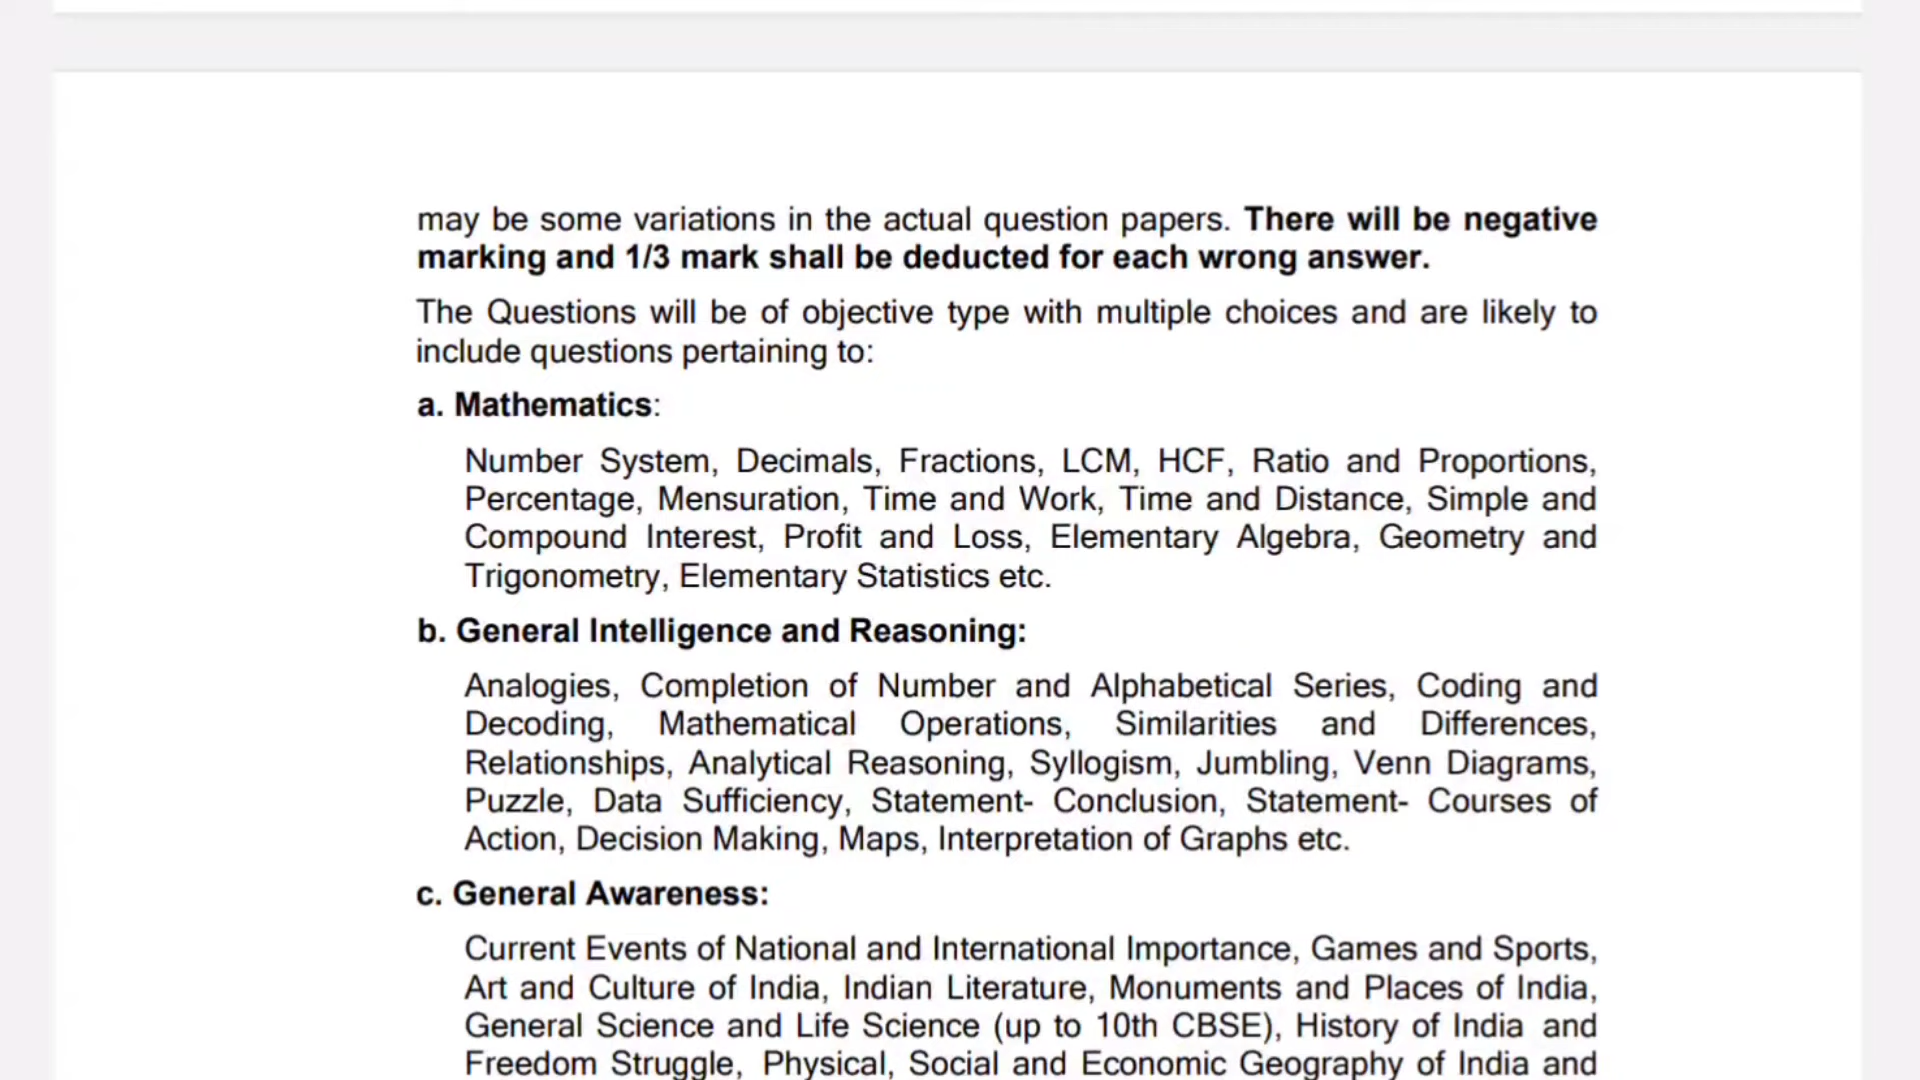 may be some variations in the actual question papers. There will be negative
marking and 1/3 mark shall be deducted for each wrong answer.
The Questions will be of objective type with multiple choices and are likely to
include questions pertaining to:
a. Mathematics:
Number System, Decimals, Fractions, LCM, HCF, Ratio and Proportions,
Percentage, Mensuration, Time and Work, Time and Distance, Simple and
Compound Interest, Profit and Loss, Elementary Algebra, Geometry and
Trigonometry, Elementary Statistics etc.
b. General Intelligence and Reasoning:
Analogies, Completion of Number and Alphabetical Series, Coding and
Decoding, Mathematical Operations, Similarities and Differences,
Relationships, Analytical Reasoning, Syllogism, Jumbling, Venn Diagrams,
Puzzle, Data Sufficiency, Statement- Conclusion, Statement- Courses of
Action, Decision Making, Maps, Interpretation of Graphs etc.
c. General Awareness:
Current Events of National and International Importance, Games and Sports,
Art and Culture of India, Indian Literature, Monuments and Places of India,
General Science and Life Science (up to 10th CBSE), History of India and
Freedom Struggle, Physical, Social and Economic Geography of India and